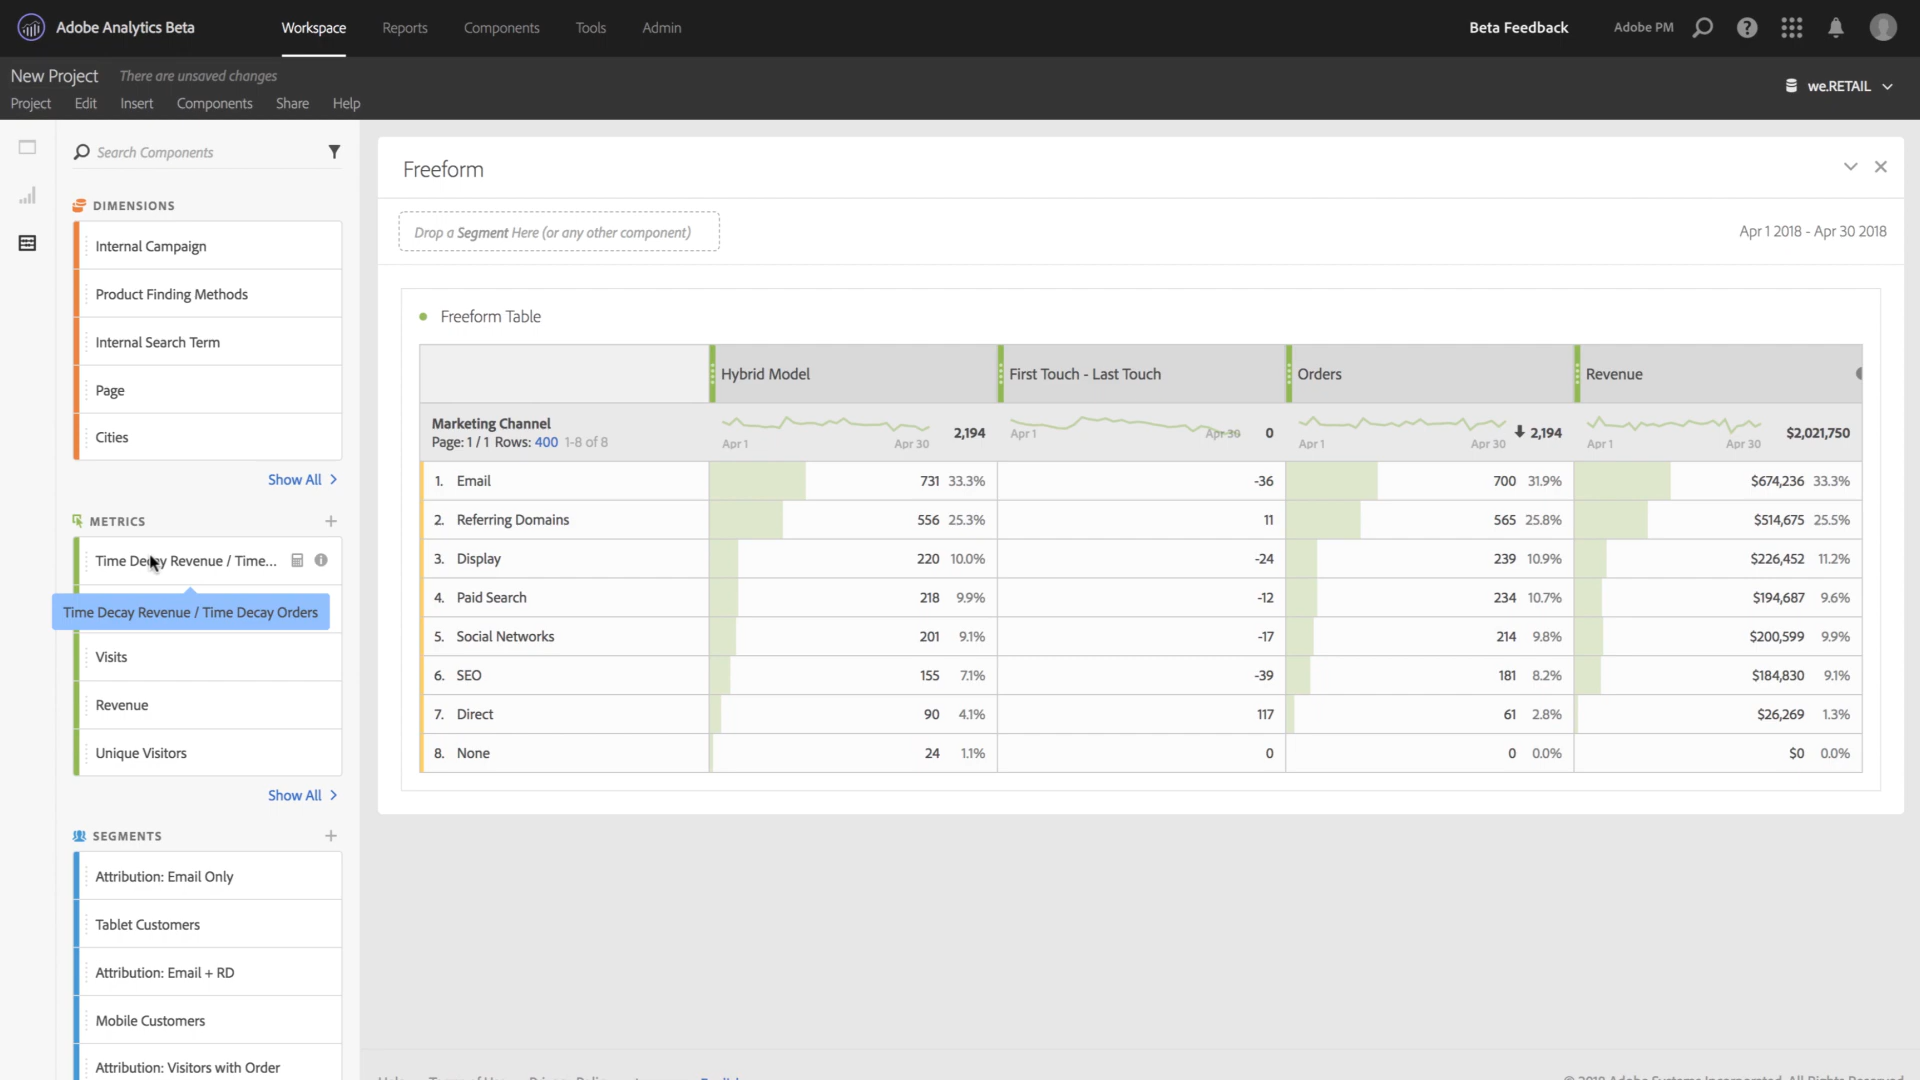 Adobe Analytics Beta
Workspace
Reports
Components
Tools
Admin
Beta Feedback
Adobe PM
New Project
There are unsaved changes
we.RETAIL
Project
Edit
Insert
Components
Share
Help
Search Components
DIMENSIONS
Internal Campaign
Product Finding Methods
Internal Search Term
Page
Cities
Show All
METRICS
Time Decay Revenue / Time...
Time Decay Revenue / Time Decay Orders
Visits
Revenue
Unique Visitors
Show All
SEGMENTS
Attribution: Email Only
Tablet Customers
Attribution: Email + RD
Mobile Customers
Attribution: Visitors with Order
Freeform
Drop a Segment Here (or any other component)
Apr 1 2018 - Apr 30 2018
Freeform Table
Hybrid Model
First Touch - Last Touch
Orders
Revenue
Marketing Channel
Page: 1 / 1 Rows: 400 1-8 of 8
Apr 1 Apr 30 2,194
Apr 1 Apr 30 0
Apr 1 Apr 30 2,194
Apr 1 Apr 30 $2,021,750
1. Email 731 33.3% -36 700 31.9% $674,236 33.3%
2. Referring Domains 556 25.3% 11 565 25.8% $514,675 25.5%
3. Display 220 10.0% -24 239 10.9% $226,452 11.2%
4. Paid Search 218 9.9% -12 234 10.7% $194,687 9.6%
5. Social Networks 201 9.1% -17 214 9.8% $200,599 9.9%
6. SEO 155 7.1% -39 181 8.2% $184,830 9.1%
7. Direct 90 4.1% 117 61 2.8% $26,269 1.3%
8. None 24 1.1% 0 0 0.0% $0 0.0%